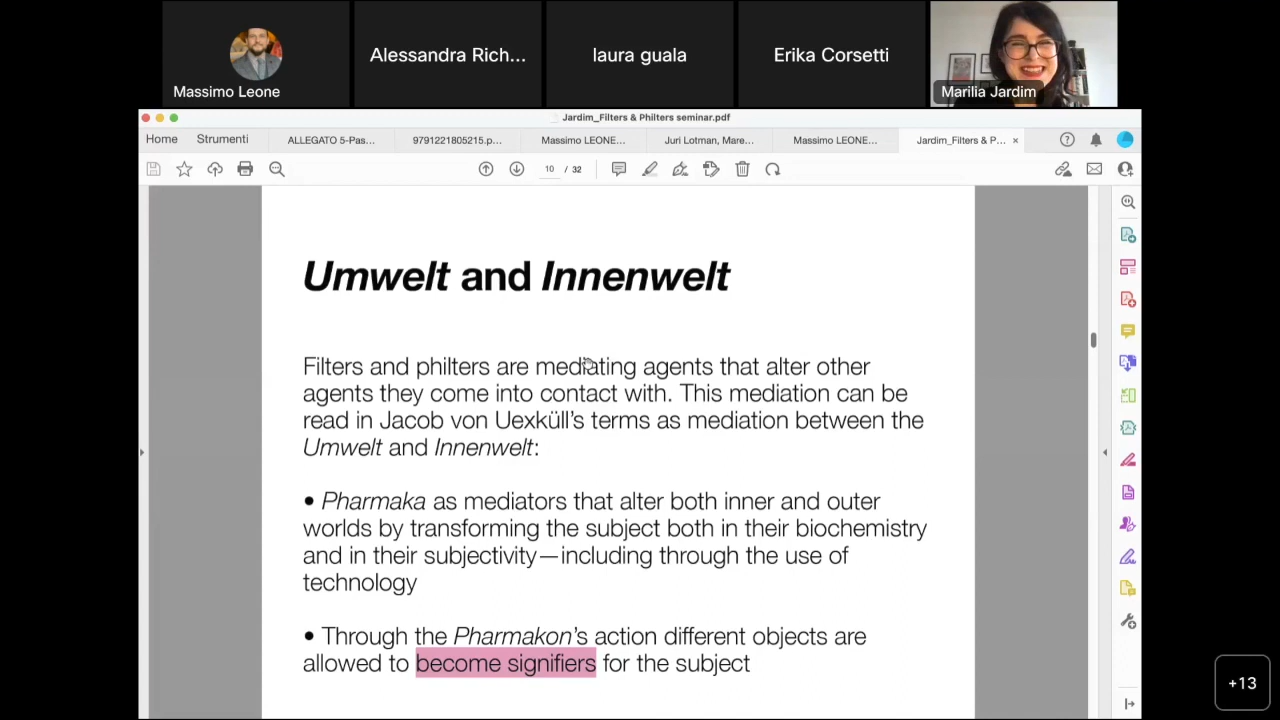 Massimo Leone
Alessandra Rich...
laura guala
Erika Corsetti
Marilia Jardim
Jardim_Filters & Philters seminar.pdf
Home
Strumenti
ALLEGATO 5-Pas...
9791221805215.p...
Massimo LEONE...
Juri Lotman, Mare...
Massimo LEONE...
Jardim_Filters & P... ×
10 / 32
Umwelt and Innenwelt
Filters and philters are mediating agents that alter other
agents they come into contact with. This mediation can be
read in Jacob von Uexküll’s terms as mediation between the
Umwelt and Innenwelt:
• Pharmaka as mediators that alter both inner and outer
worlds by transforming the subject both in their biochemistry
and in their subjectivity—including through the use of
technology
• Through the Pharmakon’s action different objects are
allowed to become signifiers for the subject
+13